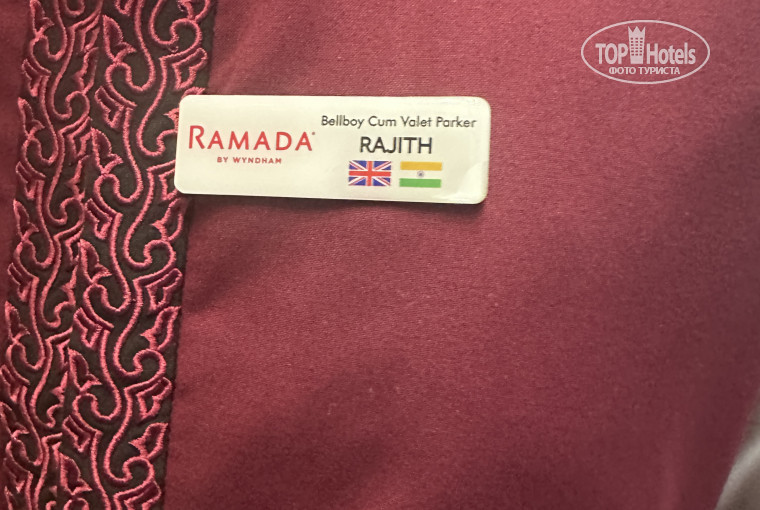 TOP Hotels
ФОТО ТУРИСТА
Bellboy Cum Valet Parker
RAMADA
RAJITH
BY WYNDHAM